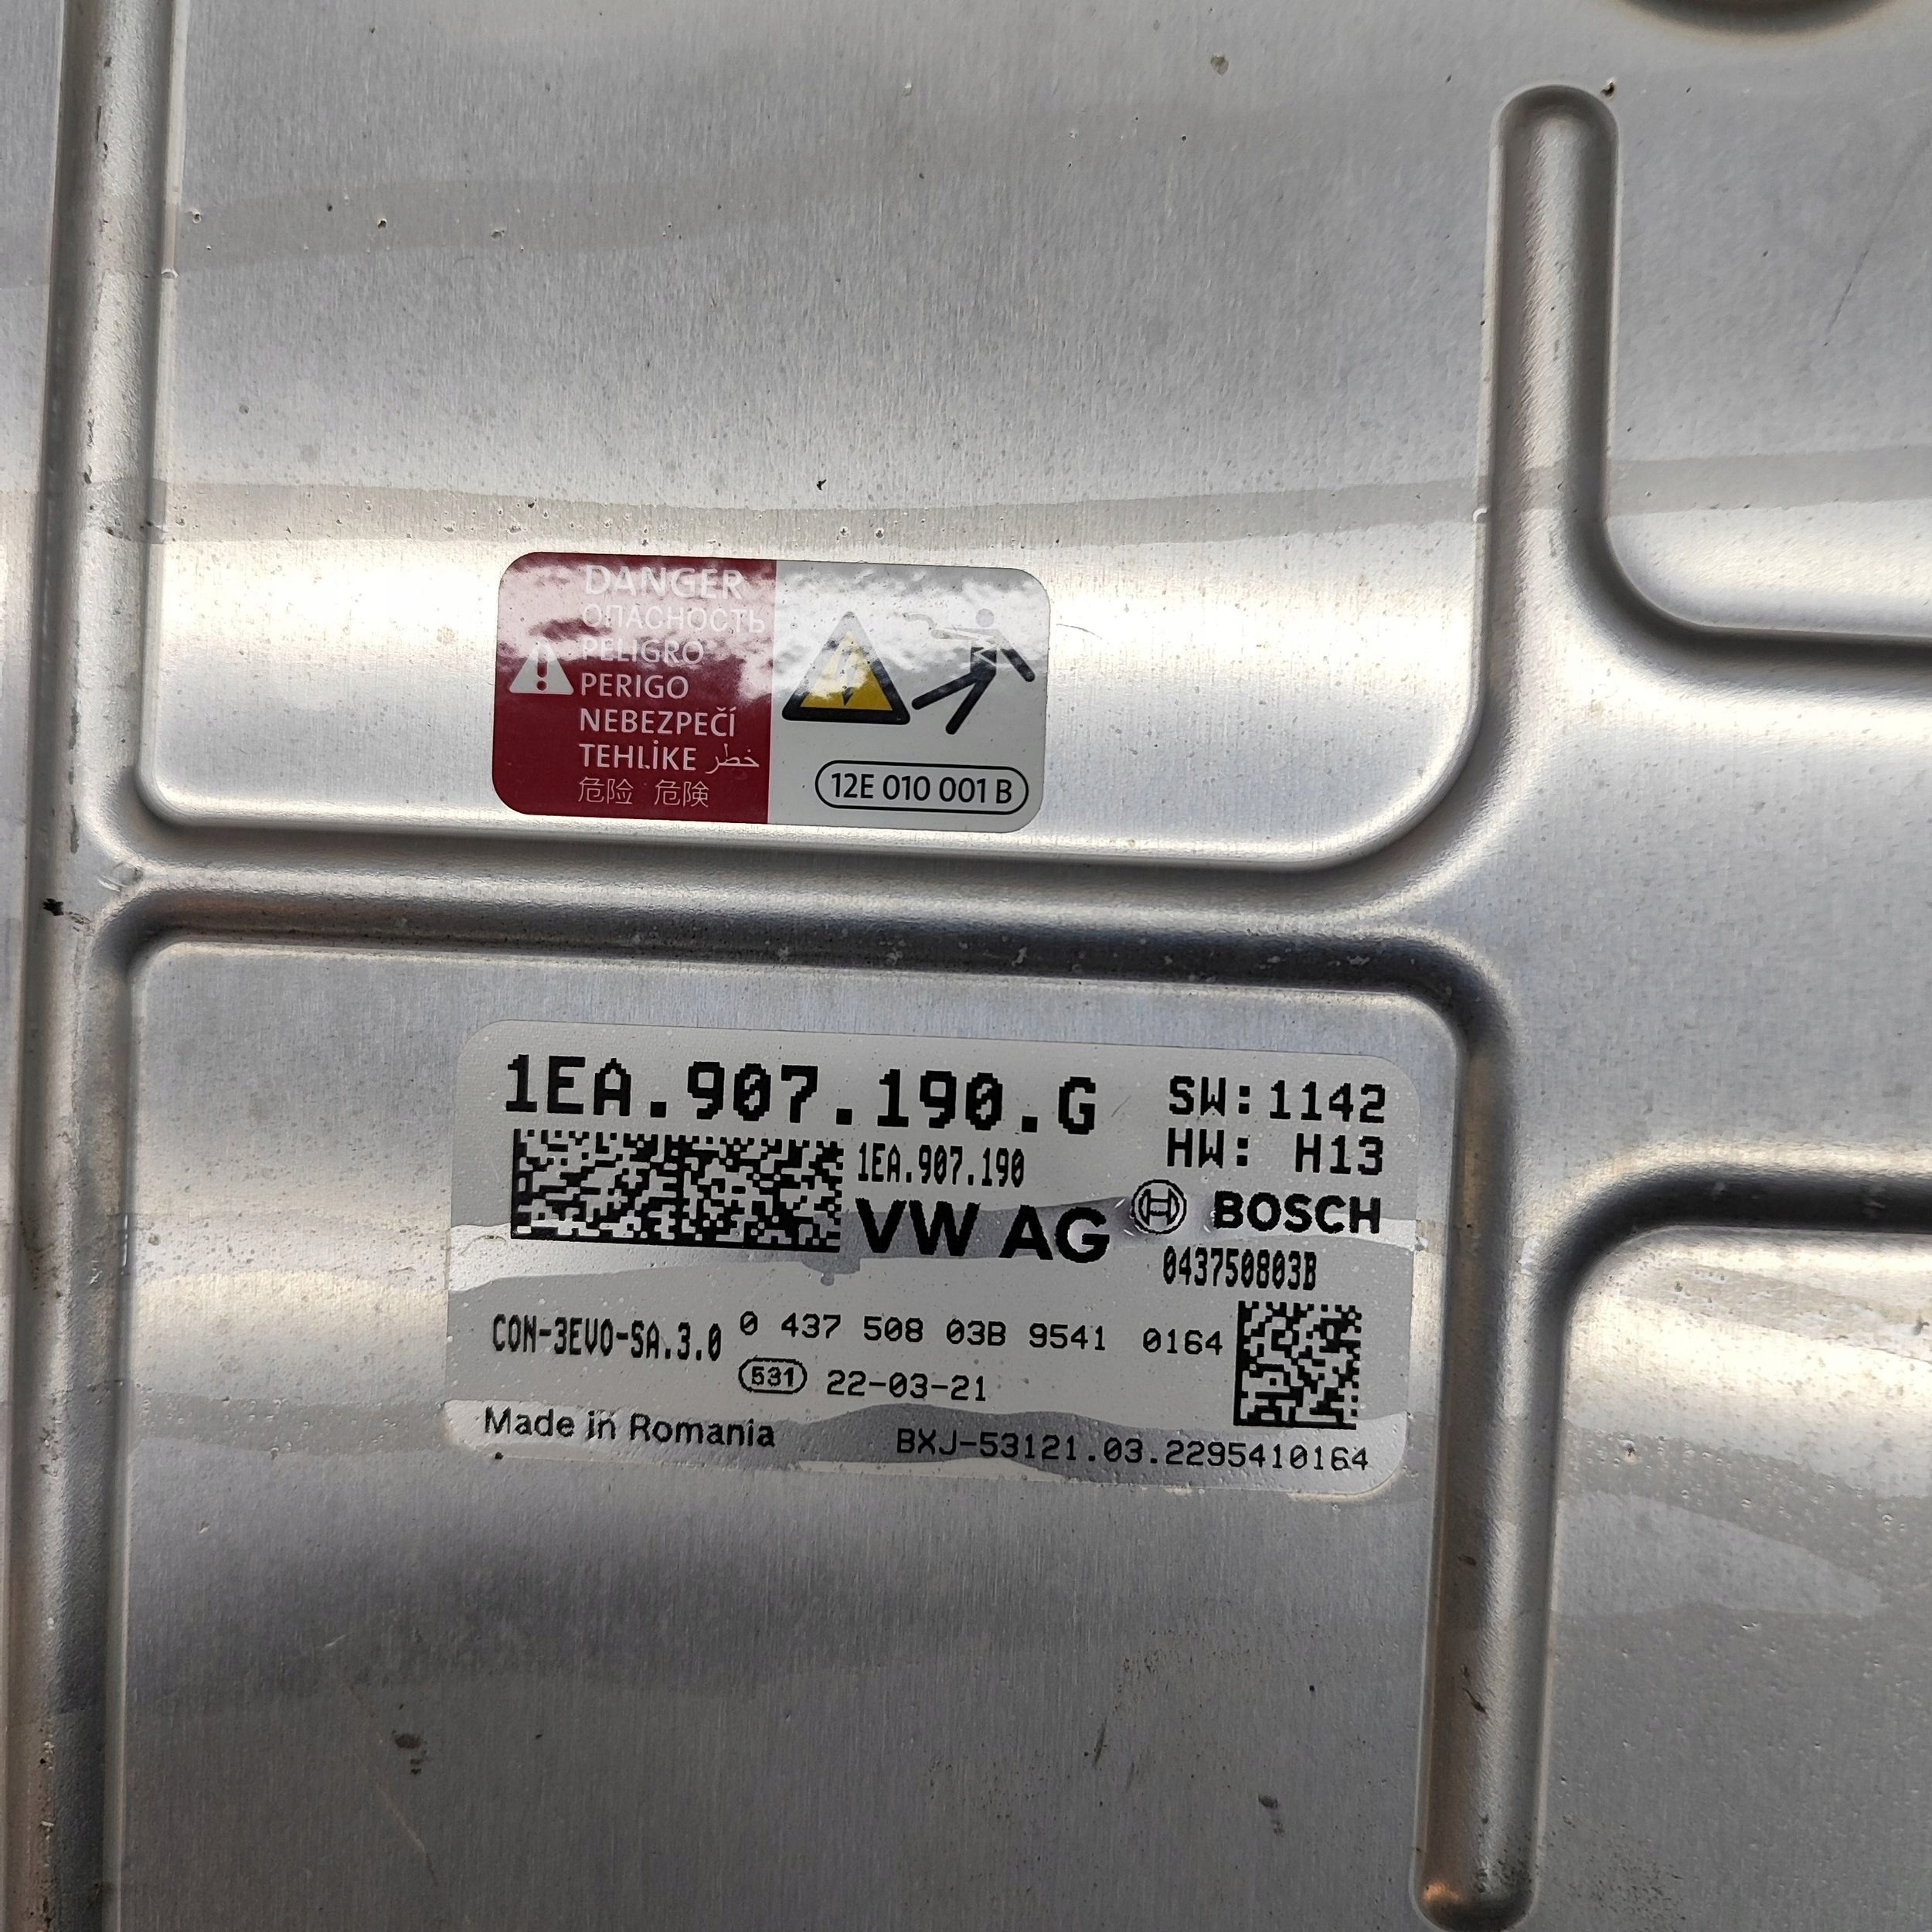 DANGER
ОПАСНОСТЬ
PELIGRO
PERIGO
NEBEZPEČÍ
TEHLİKE خطر
危险 危険
12E 010 001 B
1EA.907.190.G
SW:1142
HW: H13
1EA.907.190
VW AG
BOSCH
043750803B
CON-3EVO-SA.3.0
0 437 508 03B 9541 0164
531 22-03-21
Made in Romania
BXJ-53121.03.2295410164